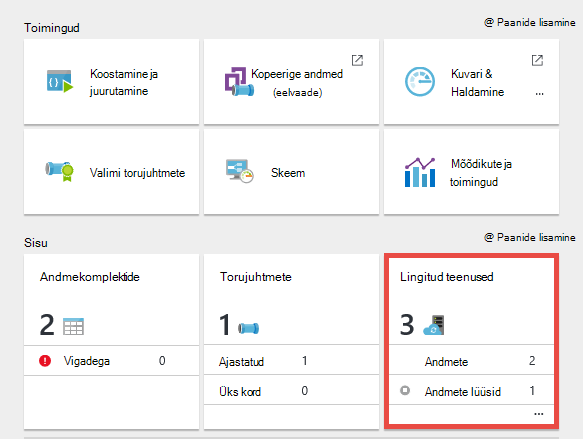 Toimingud
@ Paanide lisamine
Koostamine ja
juurutamine
Kopeerige andmed
(eelvaade)
Kuvari &
Haldamine
...
Valimi torujuhtmete
Skeem
Mõõdikute ja
toimingud
Sisu
@ Paanide lisamine
Andmekomplektide
2
Vigadega 0
Torujuhtmete
1
Ajastatud 1
Üks kord 0
Lingitud teenused
3
Andmete 2
Andmete lüüsid 1
...